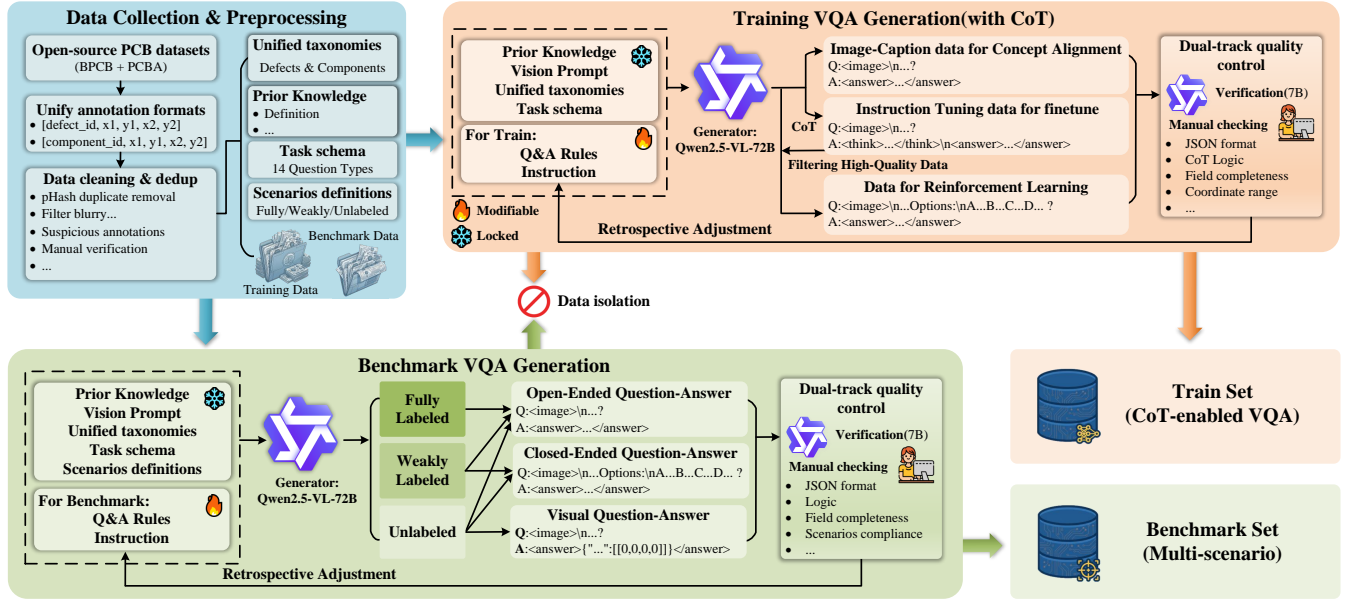 Data Collection & Preprocessing
Open-source PCB datasets
(BPCB + PCBA)
Unify annotation formats
• [defect_id, x1, y1, x2, y2]
• [component_id, x1, y1, x2, y2]
Data cleaning & dedup
• pHash duplicate removal
• Filter blurry...
• Suspicious annotations
• Manual verification
• ...
Unified taxonomies
Defects & Components
Prior Knowledge
• Definition
• ...
Task schema
14 Question Types
Scenarios definitions
Fully/Weakly/Unlabeled
Benchmark Data
Training Data
Training VQA Generation(with CoT)
Prior Knowledge
Vision Prompt
Unified taxonomies
Task schema
For Train:
Q&A Rules
Instruction
Modifiable
Locked
Generator:
Qwen2.5-VL-72B
CoT
Image-Caption data for Concept Alignment
Q:<image>\n...?
A:<answer>...</answer>
Instruction Tuning data for finetune
Q:<image>\n...?
A:<think>...</think>\n<answer>...</answer>
Filtering High-Quality Data
Data for Reinforcement Learning
Q:<image>\n...Options:\nA...B...C...D... ?
A:<answer>...</answer>
Retrospective Adjustment
Dual-track quality
control
Verification(7B)
Manual checking
• JSON format
• CoT Logic
• Field completeness
• Coordinate range
• ...
Data isolation
Benchmark VQA Generation
Prior Knowledge
Vision Prompt
Unified taxonomies
Task schema
Scenarios definitions
For Benchmark:
Q&A Rules
Instruction
Generator:
Qwen2.5-VL-72B
Fully
Labeled
Weakly
Labeled
Unlabeled
Open-Ended Question-Answer
Q:<image>\n...?
A:<answer>...</answer>
Closed-Ended Question-Answer
Q:<image>\n...Options:\nA...B...C...D... ?
A:<answer>...</answer>
Visual Question-Answer
Q:<image>\n...?
A:<answer>{"...":[[0,0,0,0]]}</answer>
Retrospective Adjustment
Dual-track quality
control
Verification(7B)
Manual checking
• JSON format
• Logic
• Field completeness
• Scenarios compliance
• ...
Train Set
(CoT-enabled VQA)
Benchmark Set
(Multi-scenario)